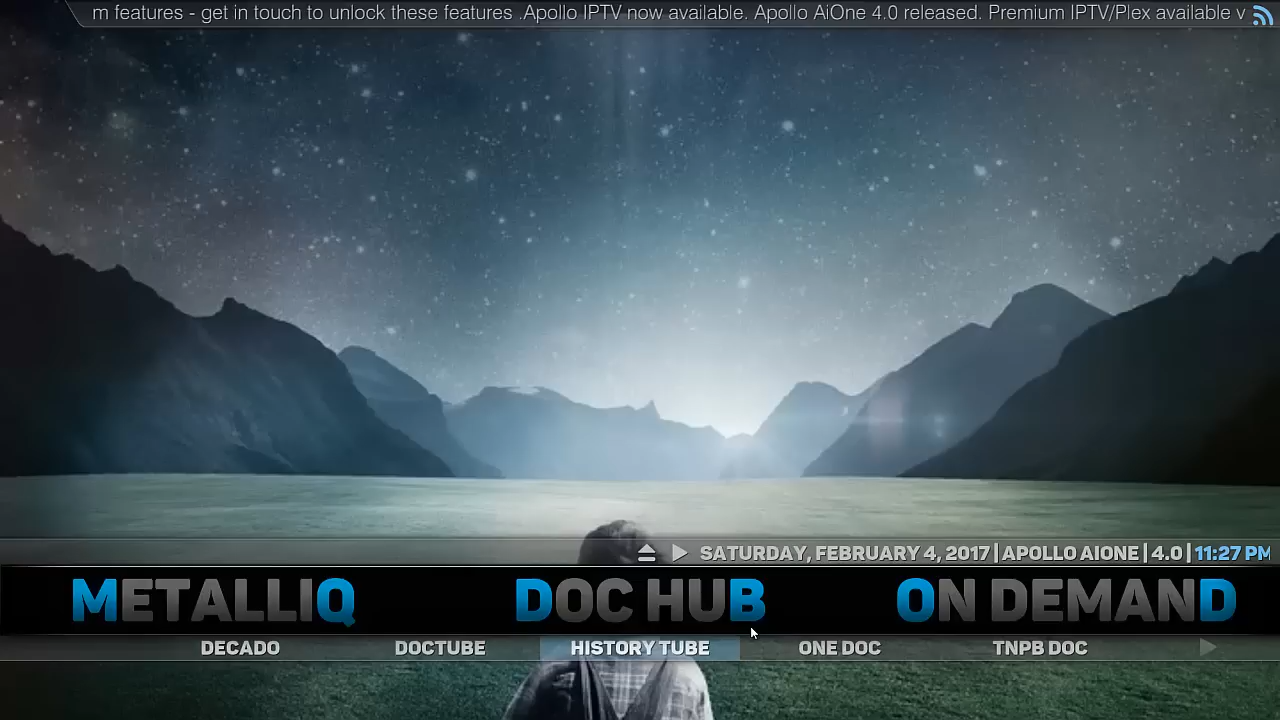 m features - get in touch to unlock these features .Apollo IPTV now available. Apollo AiOne 4.0 released. Premium IPTV/Plex available v
SATURDAY, FEBRUARY 4, 2017 | APOLLO AIONE | 4.0 | 11:27 PM
METALLIQ DOC HUB ON DEMAND
DECADO DOCTUBE HISTORY TUBE ONE DOC TNPB DOC